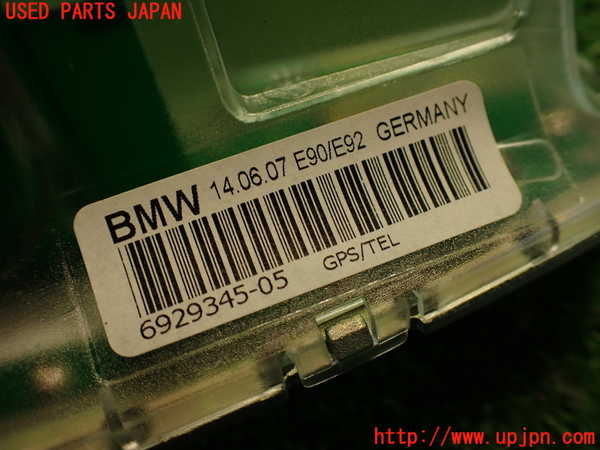 USED PARTS JAPAN
BMW 14.06.07 E90/E92 GERMANY
6929345-05 GPS/TEL
http://www.upjpn.com